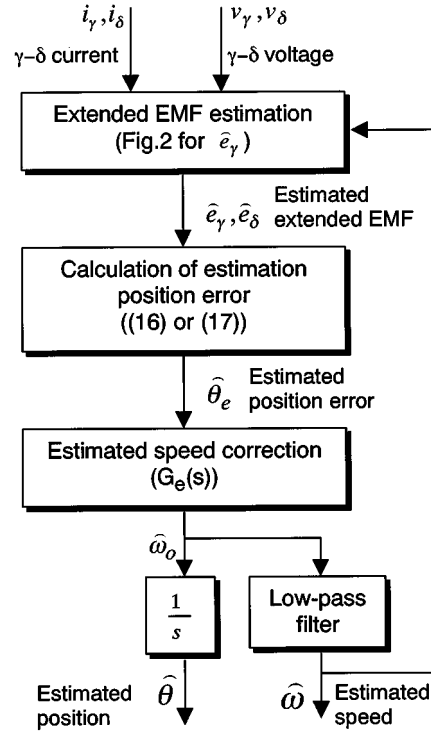 i_γ, i_δ
v_γ, v_δ
γ–δ current
γ–δ voltage
Extended EMF estimation
(Fig.2 for ê_γ)
ê_γ, ê_δ
Estimated
extended EMF
Calculation of estimation
position error
((16) or (17))
θ̂_e
Estimated
position error
Estimated speed correction
(G_e(s))
ω̂_o
1
s
Low-pass
filter
Estimated
position
θ̂
ω̂
Estimated
speed